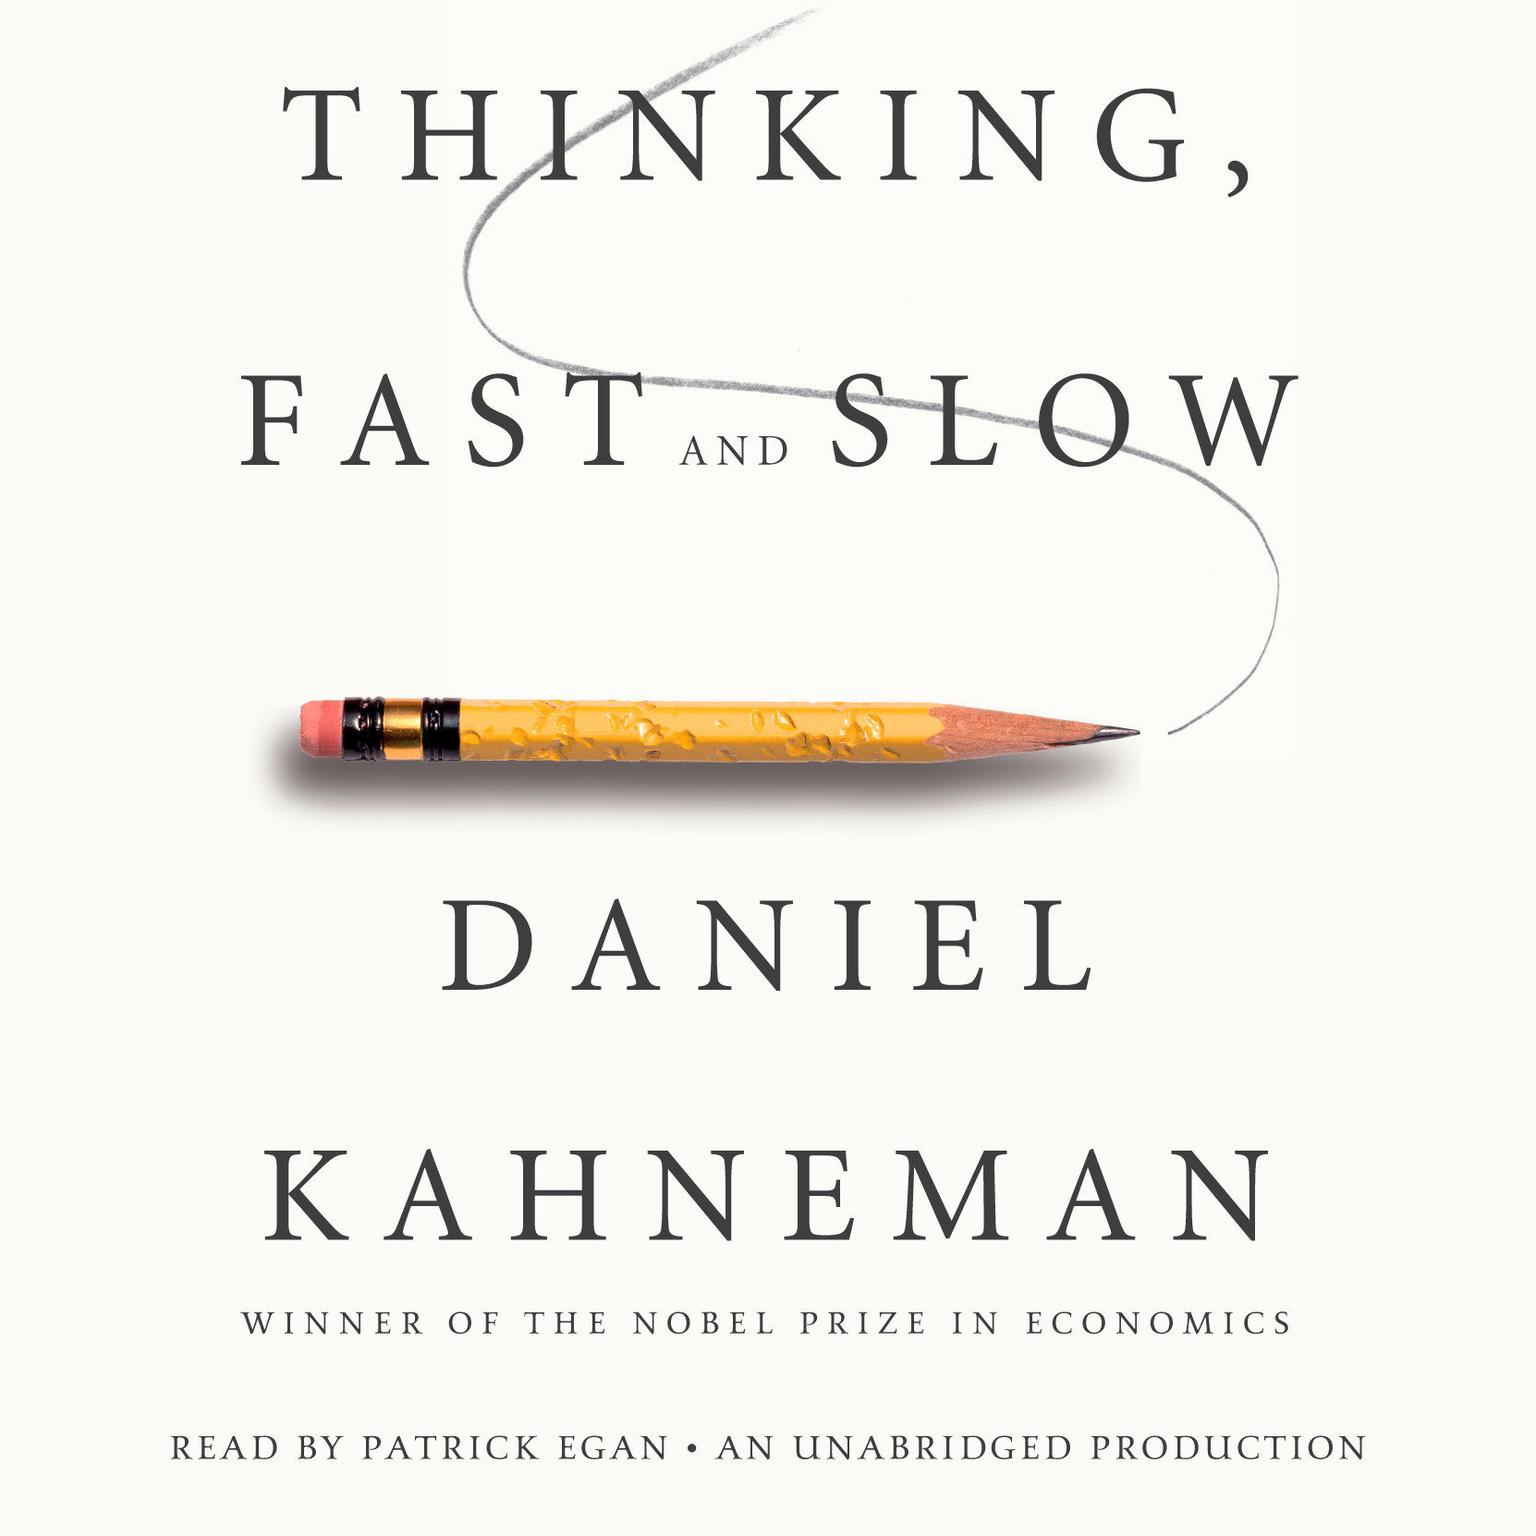 THINKING,
FAST AND SLOW
DANIEL
KAHNEMAN
WINNER OF THE NOBEL PRIZE IN ECONOMICS
READ BY PATRICK EGAN • AN UNABRIDGED PRODUCTION